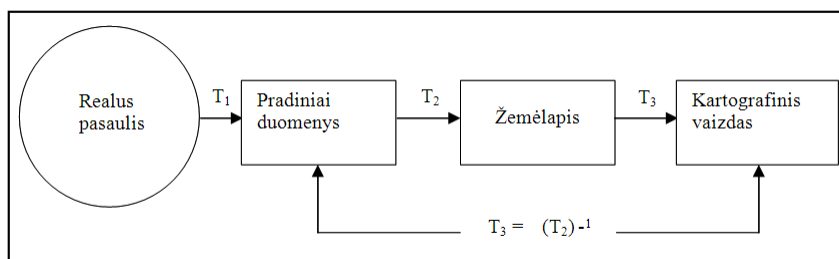 Realus
pasaulis
T₁
Pradiniai
duomenys
T₂
Žemėlapis
T₃
Kartografinis
vaizdas
T₃ = (T₂) -¹